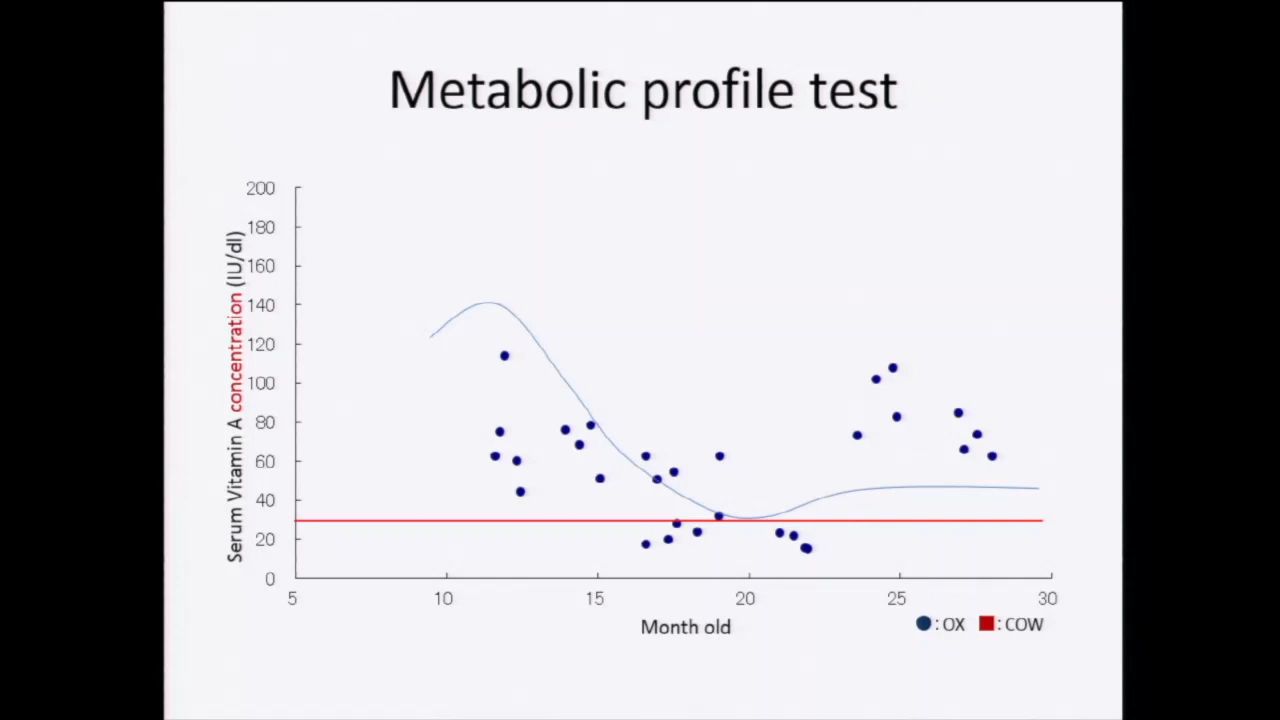 Metabolic profile test
Serum Vitamin A concentration (IU/dl)
200
180
160
140
120
100
80
60
40
20
0
5 10 15 20 25 30
Month old
: OX : COW